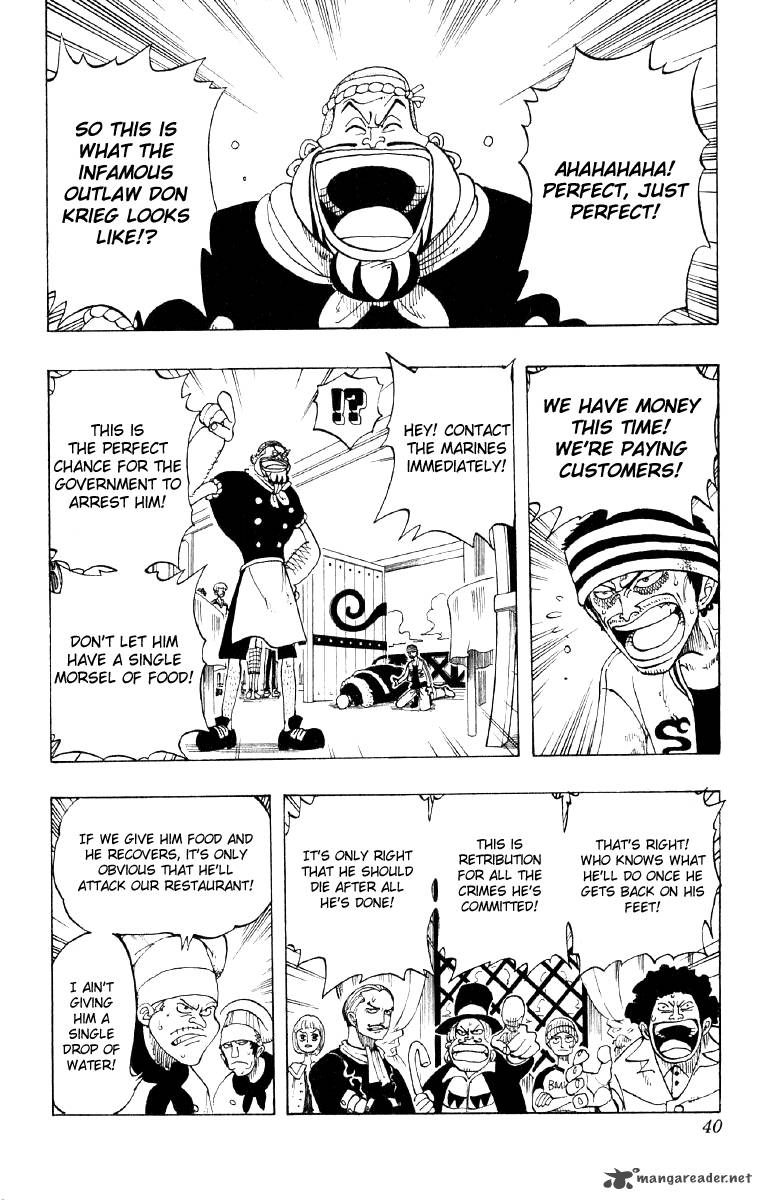 AHAHAHAHA!
PERFECT, JUST
PERFECT!
SO THIS IS
WHAT THE
INFAMOUS
OUTLAW DON
KRIEG LOOKS
LIKE!?
WE HAVE MONEY
THIS TIME!
WE'RE PAYING
CUSTOMERS!
S
HEY! CONTACT
THE MARINES
IMMEDIATELY!
!?
THIS IS
THE PERFECT
CHANCE FOR THE
GOVERNMENT TO
ARREST HIM!
DON'T LET HIM
HAVE A SINGLE
MORSEL OF FOOD!
THAT'S RIGHT!
WHO KNOWS WHAT
HE'LL DO ONCE HE
GETS BACK ON HIS
FEET!
THIS IS
RETRIBUTION
FOR ALL THE
CRIMES HE'S
COMMITTED!
IT'S ONLY RIGHT
THAT HE SHOULD
DIE AFTER ALL
HE'S DONE!
IF WE GIVE HIM FOOD AND
HE RECOVERS, IT'S ONLY
OBVIOUS THAT HE'LL
ATTACK OUR RESTAURANT!
I AIN'T
GIVING
HIM A
SINGLE
DROP OF
WATER!
40
mangareader.net